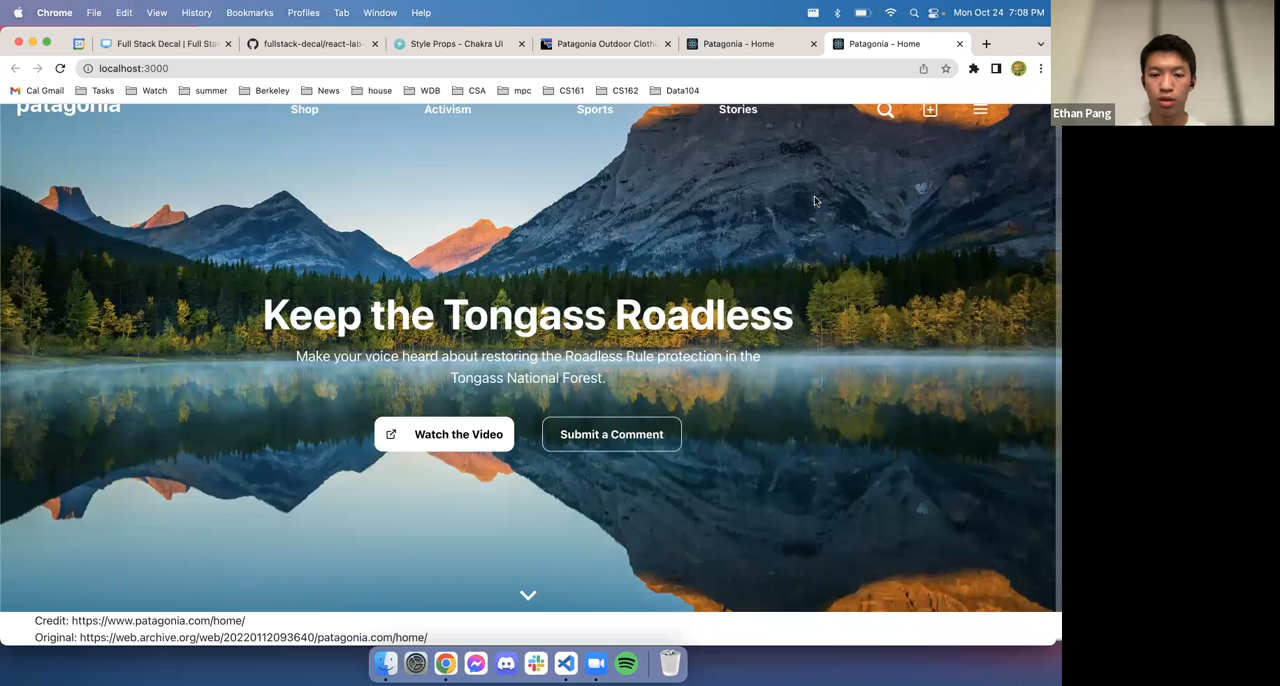 Chrome File Edit View History Bookmarks Profiles Tab Window Help Mon Oct 24 7:08 PM
24 Full Stack Decal | Full Sta fullstack-decal/react-lab- Style Props - Chakra UI Patagonia Outdoor Clothi Patagonia - Home Patagonia - Home
localhost:3000
Cal Gmail Tasks Watch summer Berkeley News house WDB CSA mpc CS161 CS162 Data104
patagonia Shop Activism Sports Stories
Ethan Pang
Keep the Tongass Roadless
Make your voice heard about restoring the Roadless Rule protection in the
Tongass National Forest.
Watch the Video Submit a Comment
Credit: https://www.patagonia.com/home/
Original: https://web.archive.org/web/20220112093640/patagonia.com/home/